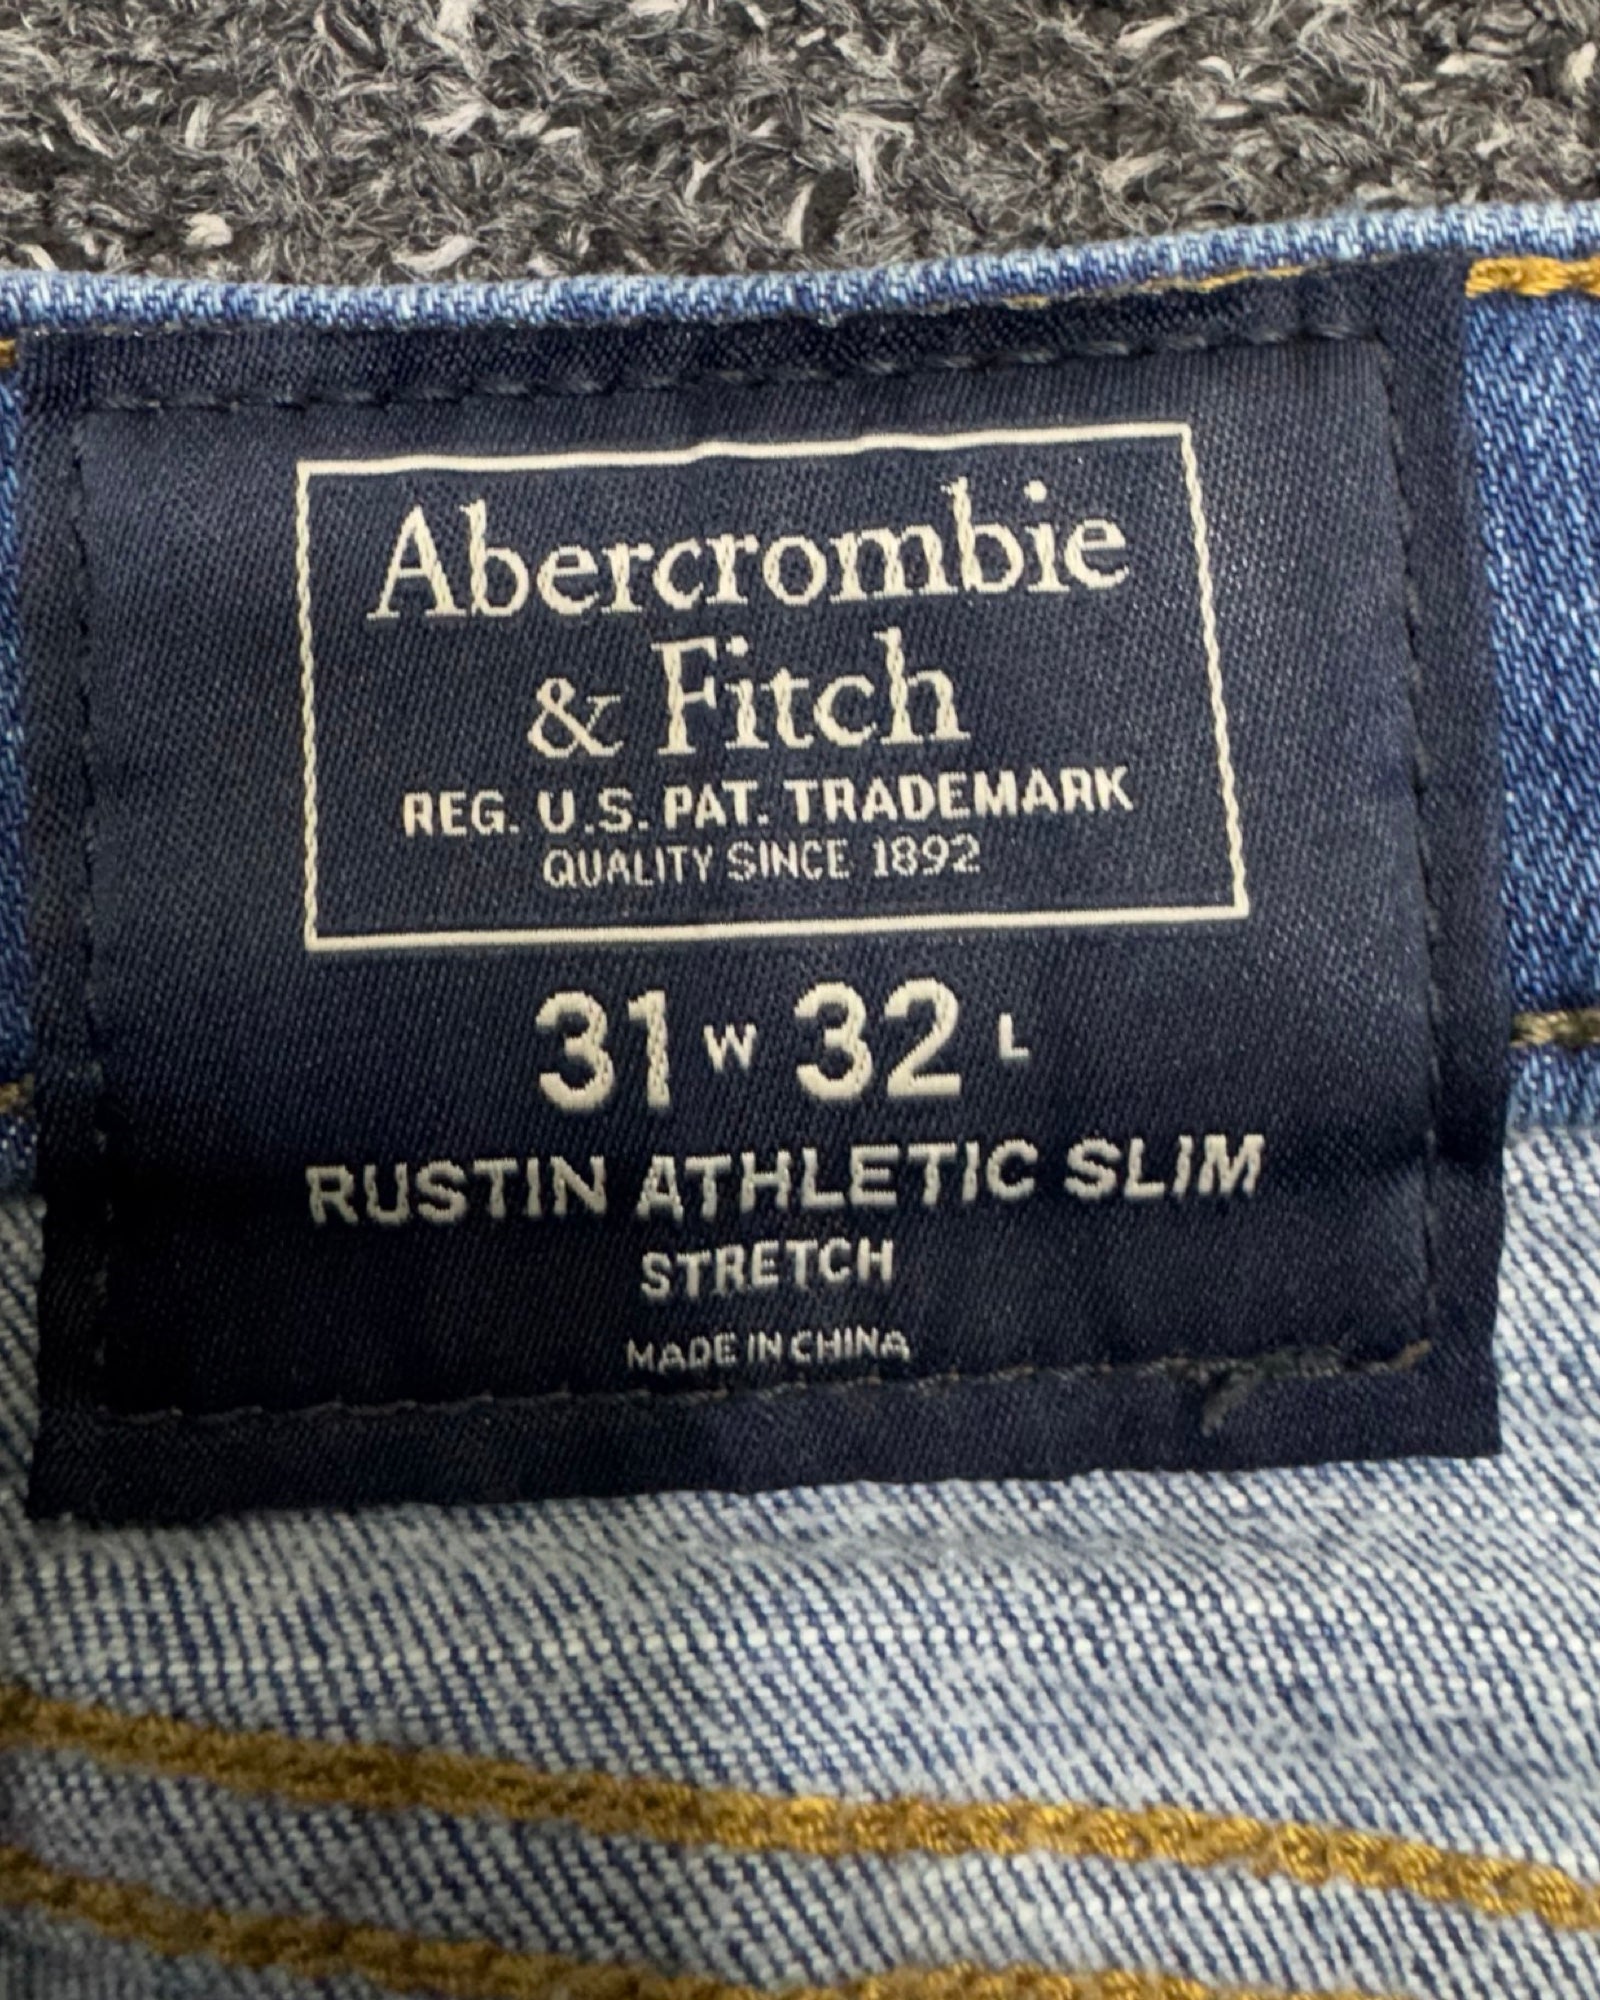 Abercrombie
& Fitch
REG. U.S. PAT. TRADEMARK
QUALITY SINCE 1892
31 W 32 L
RUSTIN ATHLETIC SLIM
STRETCH
MADE IN CHINA